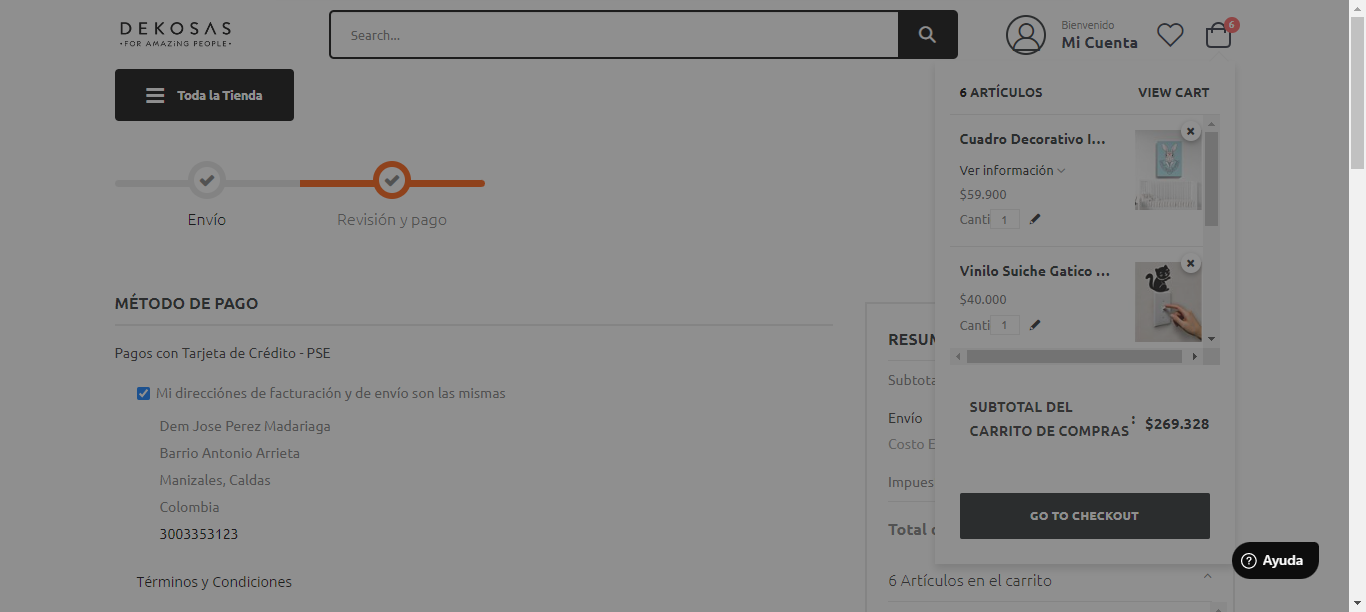 DEKOSAS
•FOR AMAZiNG PEOPLE•
Search...
Bienvenido
Mi Cuenta
6
Toda la Tienda
6 ARTÍCULOS
VIEW CART
Cuadro Decorativo I...
Ver información
$59.900
Canti 1
Vinilo Suiche Gatico ...
$40.000
Canti 1
SUBTOTAL DEL
CARRITO DE COMPRAS : $269.328
GO TO CHECKOUT
Envío
Revisión y pago
MÉTODO DE PAGO
Pagos con Tarjeta de Crédito - PSE
Mi direcciónes de facturación y de envío son las mismas
Dem Jose Perez Madariaga
Barrio Antonio Arrieta
Manizales, Caldas
Colombia
3003353123
Términos y Condiciones
RESUM
Subtota
Envío
Costo E
Impues
Total
6 Artículos en el carrito
Ayuda